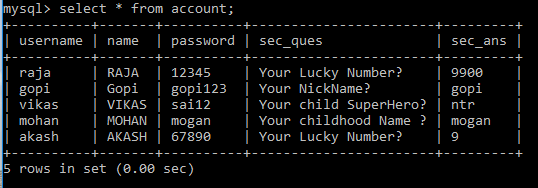 mysql> select * from account;
+----------+-------+----------+-----------------------+---------+
| username | name  | password | sec_ques              | sec_ans |
+----------+-------+----------+-----------------------+---------+
| raja     | RAJA  | 12345    | Your Lucky Number?    | 9900    |
| gopi     | Gopi  | gopi123  | Your NickName?        | gopi    |
| vikas    | VIKAS | sai12    | Your child SuperHero? | ntr     |
| mohan    | MOHAN | mogan    | Your childhood Name ? | mogan   |
| akash    | AKASH | 67890    | Your Lucky Number?    | 9       |
+----------+-------+----------+-----------------------+---------+
5 rows in set (0.00 sec)